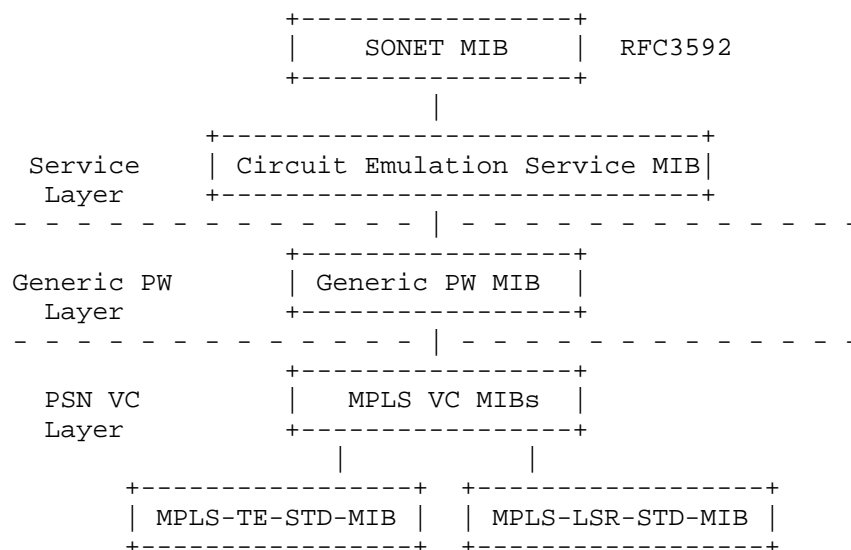 SONET MIB RFC3592
Service Circuit Emulation Service MIB
Layer
Generic PW Generic PW MIB
Layer
PSN VC MPLS VC MIBs
Layer
MPLS-TE-STD-MIB MPLS-LSR-STD-MIB